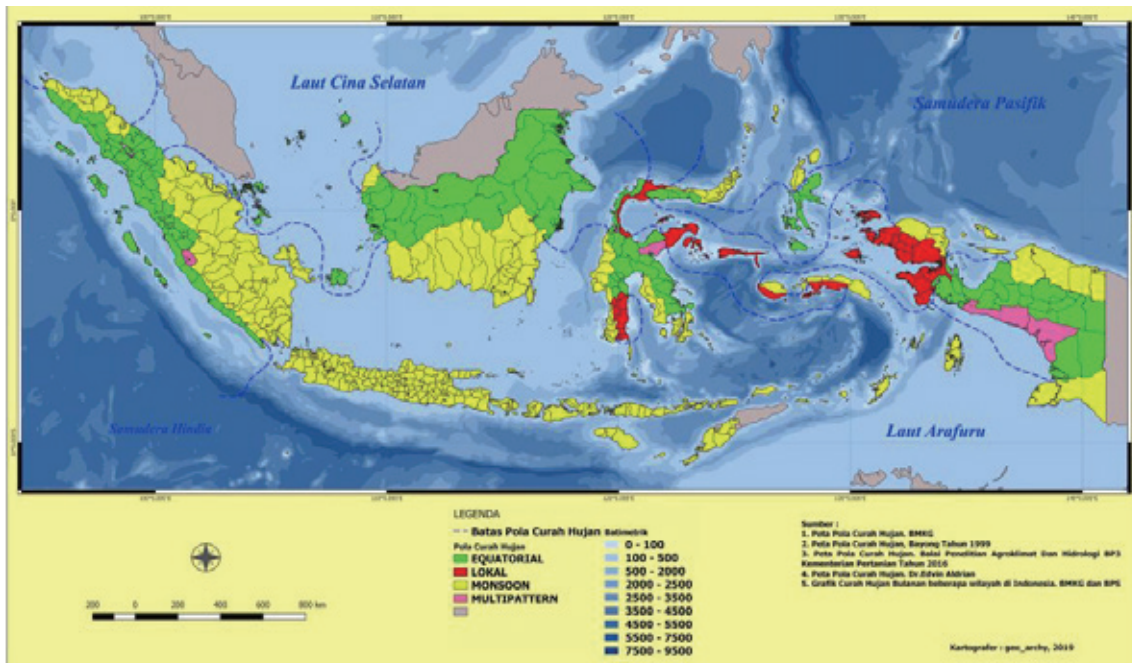 Laut Cina Selatan
Samudera Pasifik
Samudera Hindia
Laut Arafuru
LEGENDA
Batas Pola Curah Hujan
Pola Curah Hujan
EQUATORIAL
LOKAL
MONSOON
MULTIPATTERN
Batimetrik
0 - 100
100 - 500
500 - 2000
2000 - 2500
2500 - 3500
3500 - 4500
4500 - 5500
5500 - 7500
7500 - 9500
200
0
200
400
600
800 km
Sumber :
1. Peta Pola Curah Hujan. BMKG
2. Peta Pola Curah Hujan, Bayong Tahun 1999
3. Peta Pola Curah Hujan. Balai Penelitian Agroklimat Dan Hidrologi BP3
Kementerian Pertanian Tahun 2016
4. Peta Pola Curah Hujan. Dr.Edvin Aldrian
5. Grafik Curah Hujan Bulanan beberapa wilayah di Indonesia. BMKG dan BPS
Kartografer : geo_archy, 2019